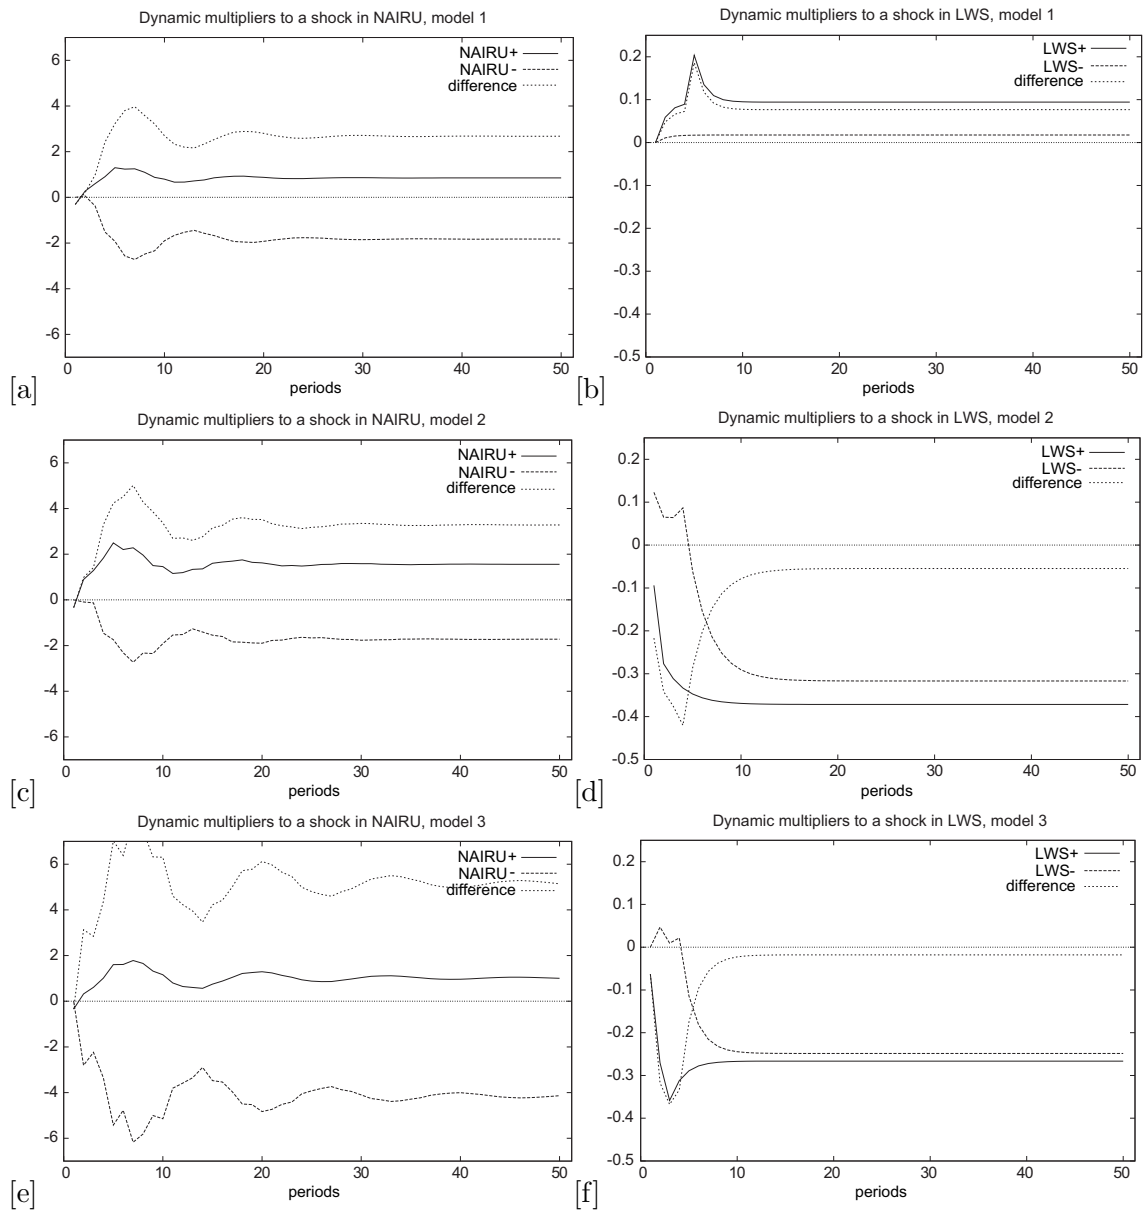 Dynamic multipliers to a shock in NAIRU, model 1
NAIRU+
NAIRU-
difference
6
4
2
0
-2
-4
-6
0 10 20 30 40 50
periods
[a]
Dynamic multipliers to a shock in LWS, model 1
LWS+
LWS-
difference
0.2
0.1
0
-0.1
-0.2
-0.3
-0.4
-0.5
0 10 20 30 40 50
periods
[b]
Dynamic multipliers to a shock in NAIRU, model 2
NAIRU+
NAIRU-
difference
6
4
2
0
-2
-4
-6
0 10 20 30 40 50
periods
[c]
Dynamic multipliers to a shock in LWS, model 2
LWS+
LWS-
difference
0.2
0.1
0
-0.1
-0.2
-0.3
-0.4
-0.5
0 10 20 30 40 50
periods
[d]
Dynamic multipliers to a shock in NAIRU, model 3
NAIRU+
NAIRU-
difference
6
4
2
0
-2
-4
-6
0 10 20 30 40 50
periods
[e]
Dynamic multipliers to a shock in LWS, model 3
LWS+
LWS-
difference
0.2
0.1
0
-0.1
-0.2
-0.3
-0.4
-0.5
0 10 20 30 40 50
periods
[f]